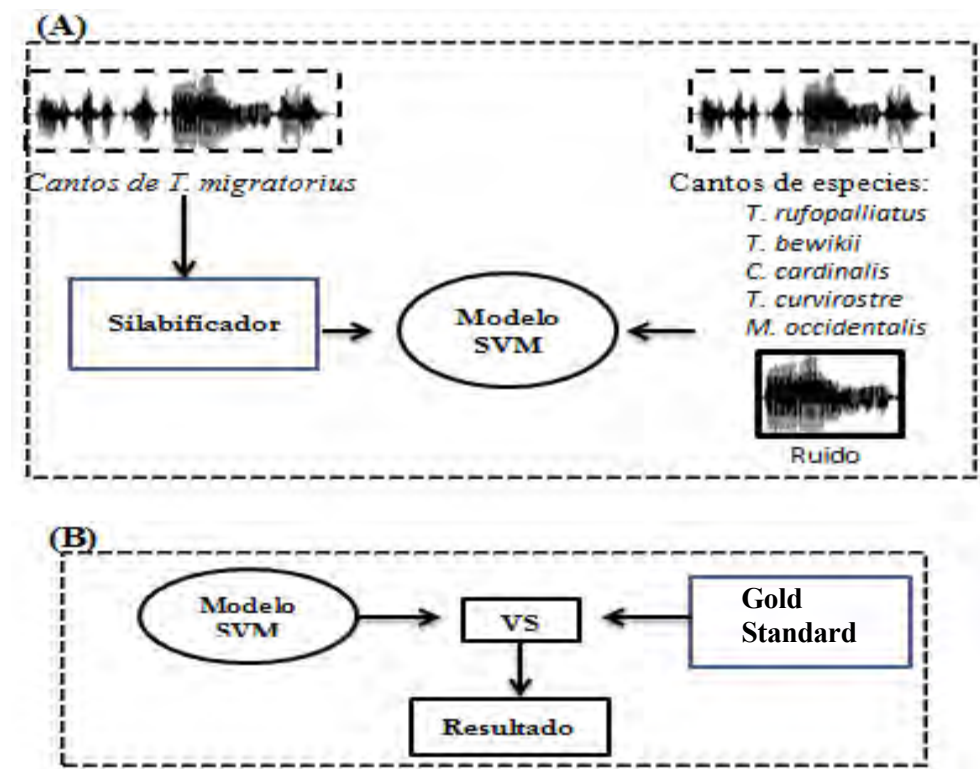 (A)
Cantos de T. migratorius
Cantos de especies:
T. rufopalliatus
T. bewikii
C. cardinalis
T. curvirostre
M. occidentalis
Silabificador
Modelo
SVM
Ruido
(B)
Modelo
SVM
VS
Gold
Standard
Resultado